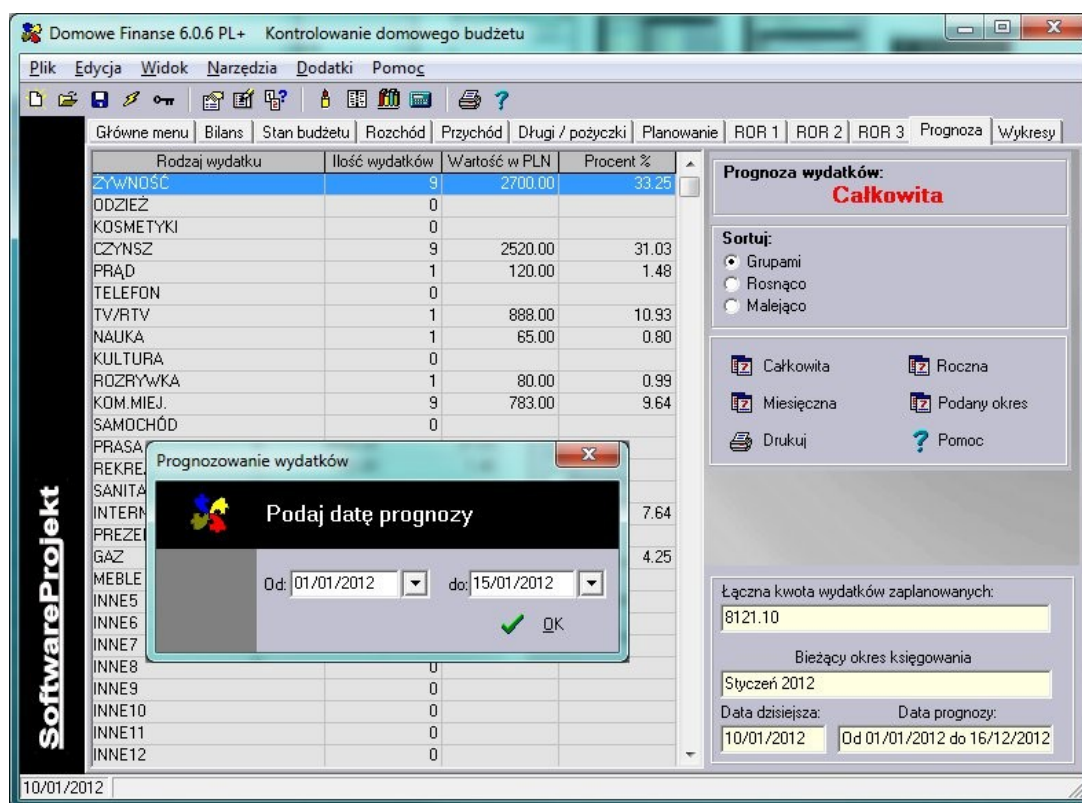 Domowe Finanse 6.0.6 PL+ Kontrolowanie domowego budżetu
Plik Edycja Widok Narzędzia Dodatki Pomoc
Główne menu Bilans Stan budżetu Rozchód Przychód Długi / pożyczki Planowanie ROR 1 ROR 2 ROR 3 Prognoza Wykresy
Rodzaj wydatku Ilość wydatków Wartość w PLN Procent %
ŻYWNOŚĆ 9 2700.00 33.25
ODZIEŻ 0
KOSMETYKI 0
CZYNSZ 9 2520.00 31.03
PRĄD 1 120.00 1.48
TELEFON 0
TV/RTV 1 888.00 10.93
NAUKA 1 65.00 0.80
KULTURA 0
ROZRYWKA 1 80.00 0.99
KOM.MIEJ. 9 783.00 9.64
SAMOCHÓD 0
PRASA
REKRE
SANITA
INTERN 7.64
PREZE
GAZ 4.25
MEBLE
INNE5
INNE6
INNE7
INNE8 0
INNE9 0
INNE10 0
INNE11 0
INNE12 0
Prognozowanie wydatków
Podaj datę prognozy
Od: 01/01/2012 do: 15/01/2012
OK
Prognoza wydatków:
Całkowita
Sortuj:
Grupami
Rosnąco
Malejąco
Całkowita Roczna
Miesięczna Podany okres
Drukuj Pomoc
Łączna kwota wydatków zaplanowanych:
8121.10
Bieżący okres księgowania
Styczeń 2012
Data dzisiejsza: Data prognozy:
10/01/2012 Od 01/01/2012 do 16/12/2012
SoftwareProjekt
10/01/2012